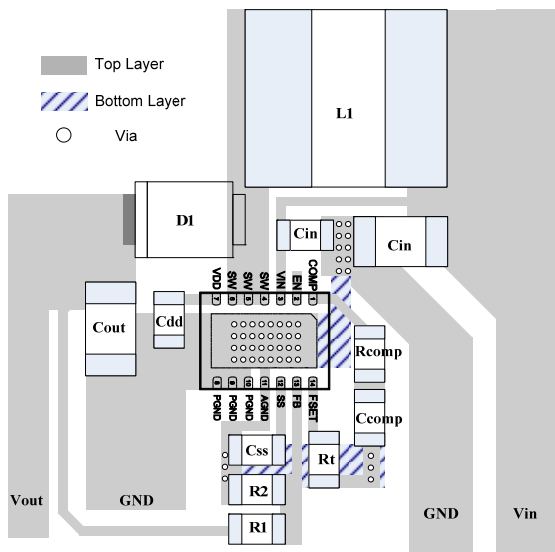 Top Layer
Bottom Layer
Via
L1
D1
Cin
Cin
VDD SW SW SW VIN EN COMP
7 6 5 4 3 2 1
Cout
Cdd
Rcomp
8 9 10 11 12 13 14
PGND PGND PGND AGND SS FB FSET
Ccomp
Css
Rt
R2
R1
Vout
GND
GND
Vin